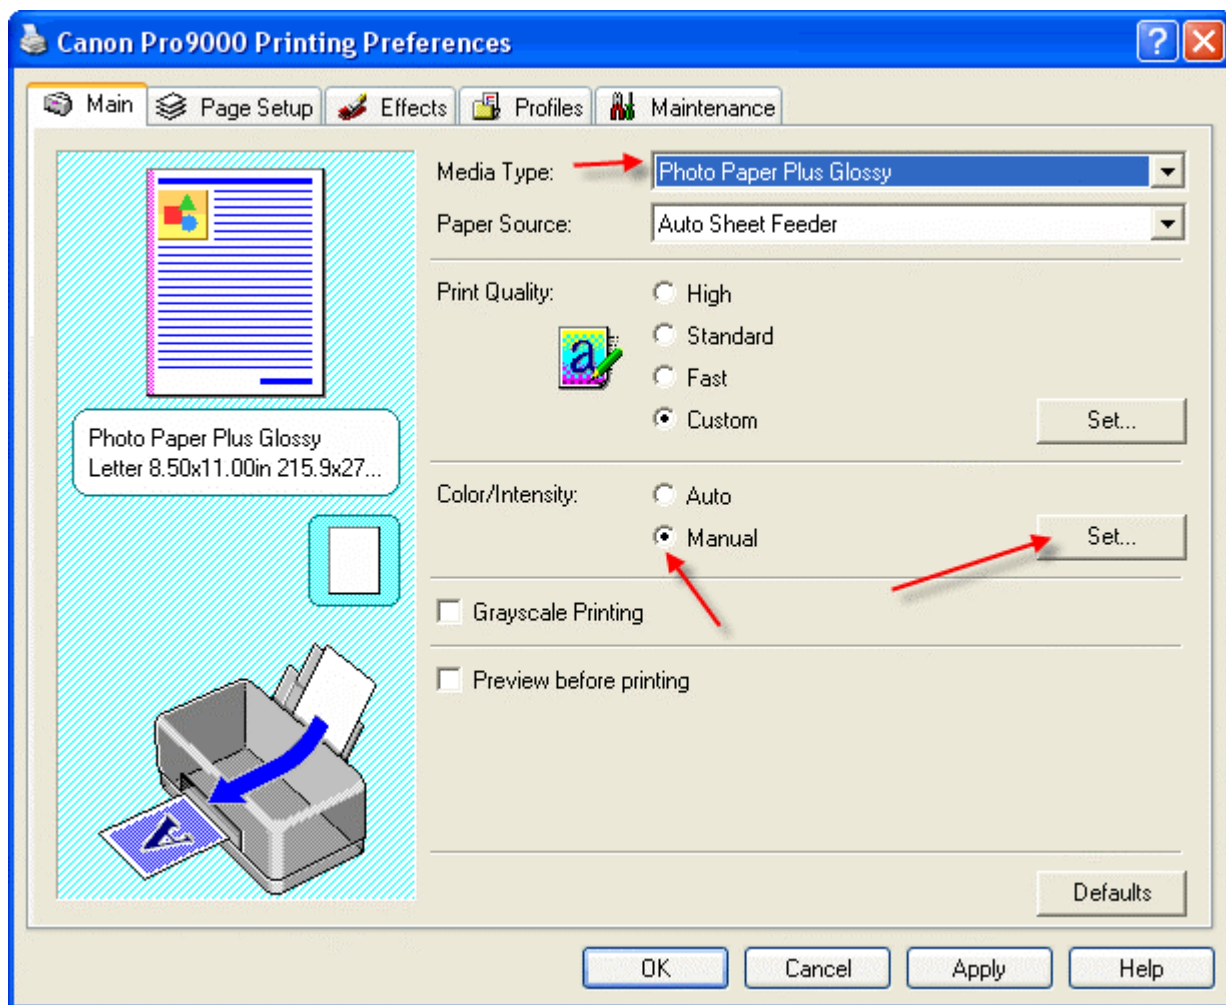 Canon Pro9000 Printing Preferences
Main
Page Setup
Effects
Profiles
Maintenance
Media Type:
Photo Paper Plus Glossy
Paper Source:
Auto Sheet Feeder
Print Quality:
High
Standard
Fast
Custom
Set...
Photo Paper Plus Glossy
Letter 8.50x11.00in 215.9x27...
Color/Intensity:
Auto
Manual
Set...
Grayscale Printing
Preview before printing
Defaults
OK
Cancel
Apply
Help